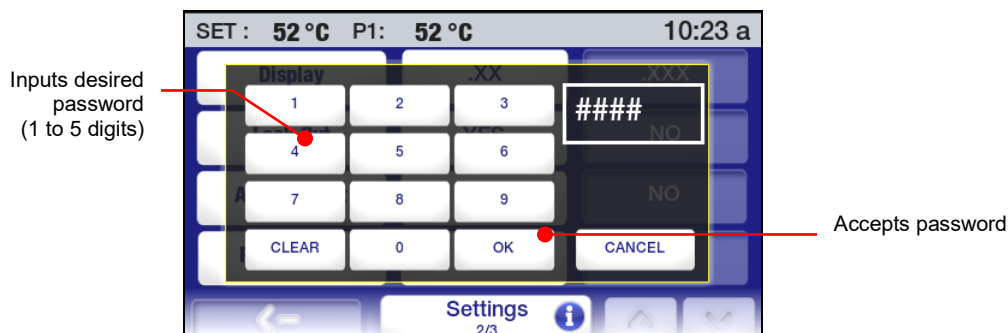 SET : 52 °C P1: 52 °C 10:23 a
Inputs desired
password
(1 to 5 digits)
Display .XX .XXX
1 2 3 ####
YES NO
4 5 6
7 8 9 NO
CLEAR 0 OK CANCEL
Accepts password
Settings
2/3